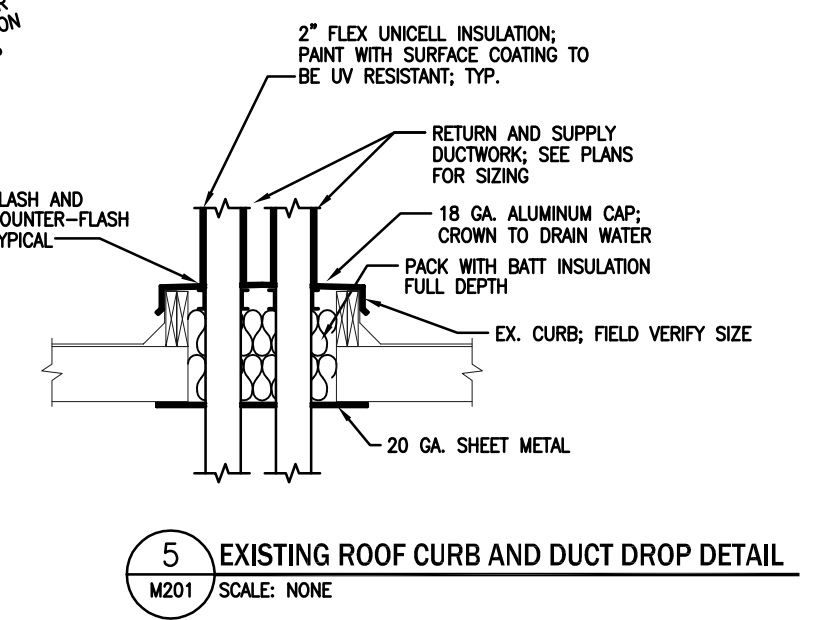 2" FLEX UNICELL INSULATION;
PAINT WITH SURFACE COATING TO
BE UV RESISTANT; TYP.
RETURN AND SUPPLY
DUCTWORK; SEE PLANS
FOR SIZING
LASH AND
OUNTER-FLASH
YPICAL
18 GA. ALUMINUM CAP;
CROWN TO DRAIN WATER
PACK WITH BATT INSULATION
FULL DEPTH
EX. CURB; FIELD VERIFY SIZE
20 GA. SHEET METAL
5 EXISTING ROOF CURB AND DUCT DROP DETAIL
M201 SCALE: NONE